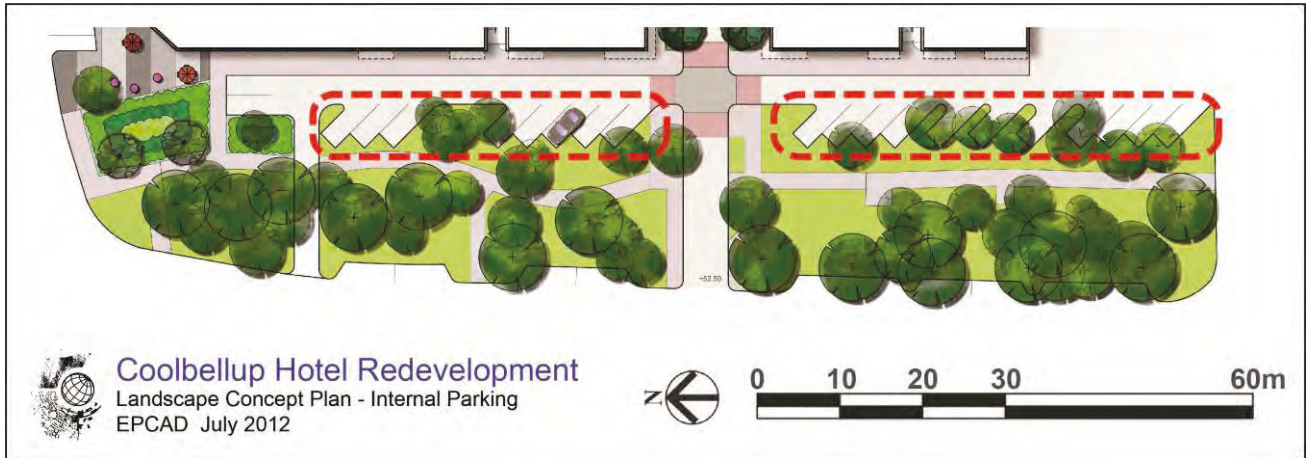 +52.50
Coolbellup Hotel Redevelopment
Landscape Concept Plan - Internal Parking
EPCAD July 2012
N
0 10 20 30 60m